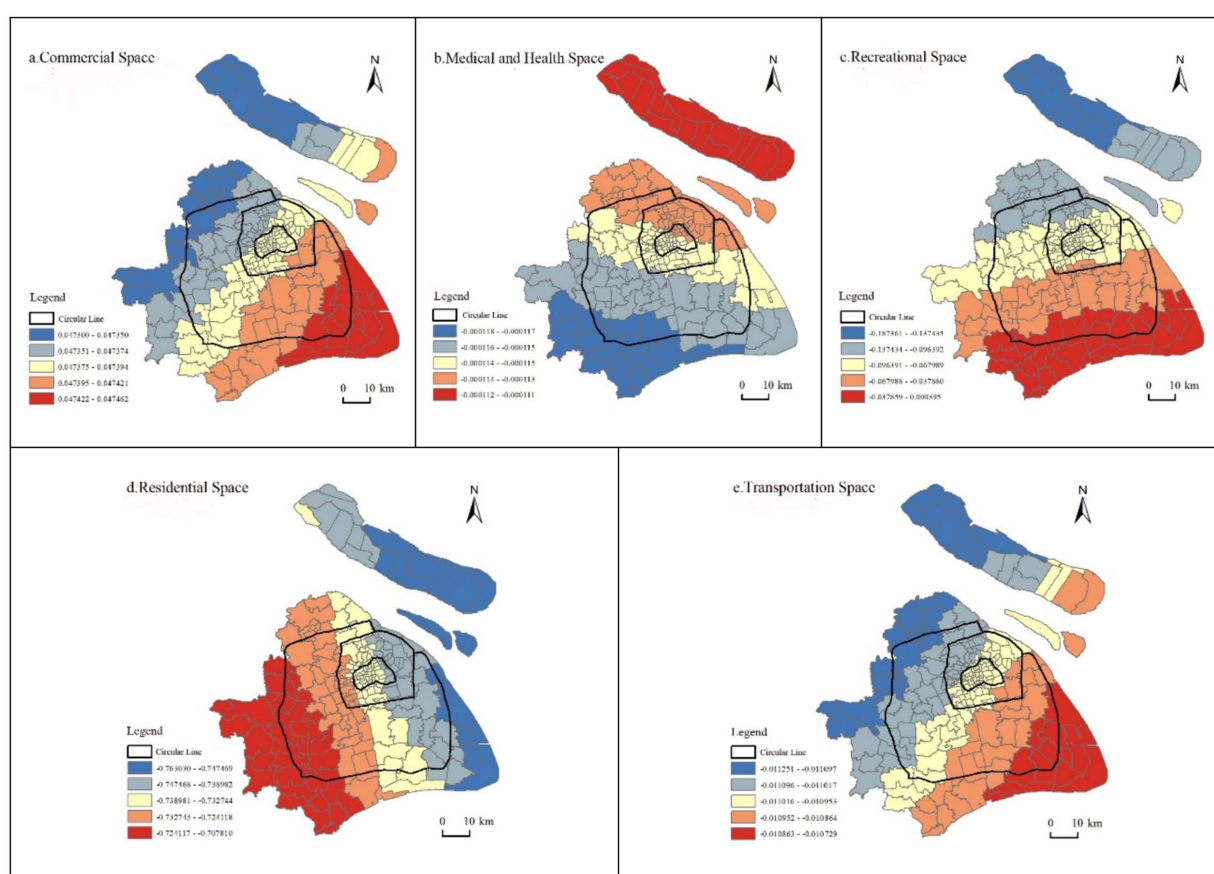 a.Commercial Space
N
Legend
Circular Line
0.047300 - 0.047350
0.047351 - 0.047374
0.047375 - 0.047394
0.047395 - 0.047421
0.047422 - 0.047462
0 10 km
b.Medical and Health Space
N
Legend
Circular Line
-0.000118 - -0.000117
-0.000116 - -0.000115
-0.000114 - -0.000115
-0.000114 - -0.000113
-0.000112 - -0.000111
0 10 km
c.Recreational Space
N
Legend
Circular Line
-0.187361 - -0.137435
-0.137434 - -0.096392
-0.096391 - -0.067989
-0.067988 - -0.037860
-0.037859 - 0.000395
0 10 km
d.Residential Space
N
Legend
Circular Line
-0.763030 - -0.747469
-0.747468 - -0.738982
-0.738981 - -0.732744
-0.732743 - -0.724118
-0.724117 - -0.707810
0 10 km
e.Transportation Space
N
Legend
Circular Line
-0.011251 - -0.011097
-0.011096 - -0.011017
-0.011016 - -0.010953
-0.010952 - -0.010864
-0.010863 - -0.010729
0 10 km